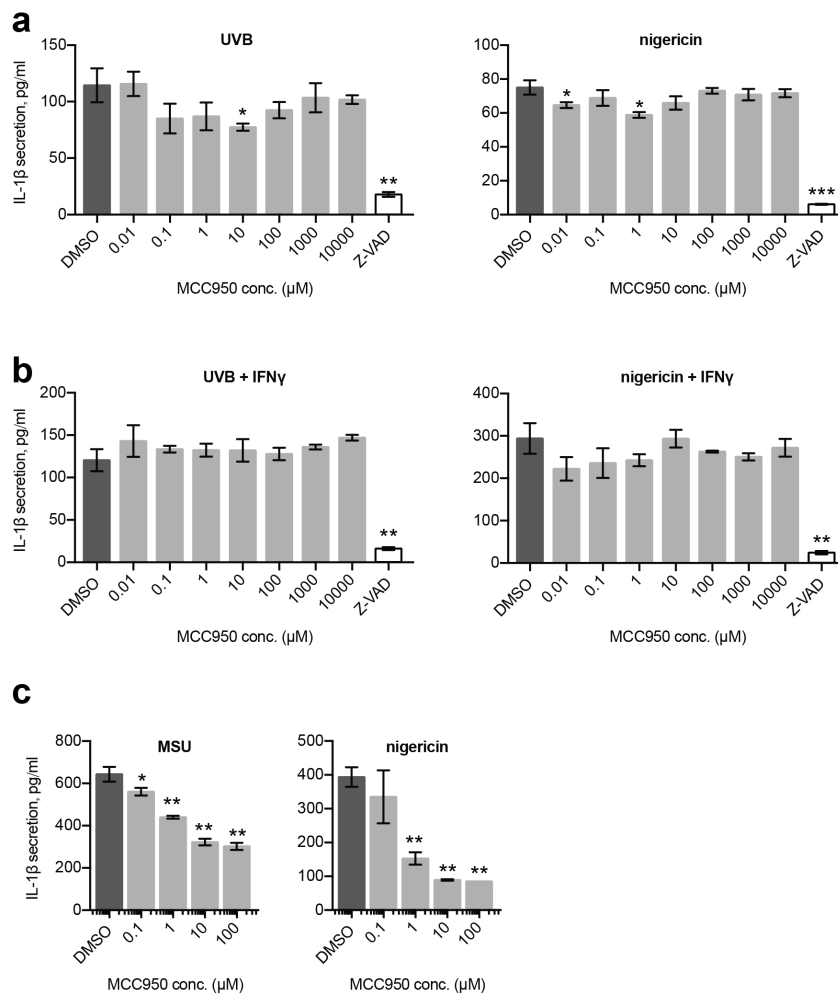 a
UVB
nigericin
IL-1β secretion, pg/ml
150
100
50
0
*
**
DMSO
0.01
0.1
1
10
100
1000
10000
Z-VAD
MCC950 conc. (µM)
100
80
60
40
20
0
*
*
***
DMSO
0.01
0.1
1
10
100
1000
10000
Z-VAD
MCC950 conc. (µM)
b
UVB + IFNγ
nigericin + IFNγ
IL-1β secretion, pg/ml
200
150
100
50
0
**
DMSO
0.01
0.1
1
10
100
1000
10000
Z-VAD
MCC950 conc. (µM)
400
300
200
100
0
**
DMSO
0.01
0.1
1
10
100
1000
10000
Z-VAD
MCC950 conc. (µM)
c
MSU
nigericin
IL-1β secretion, pg/ml
800
600
400
200
0
*
**
**
**
DMSO
0.1
1
10
100
MCC950 conc. (µM)
500
400
300
200
100
0
**
**
**
DMSO
0.1
1
10
100
MCC950 conc. (µM)